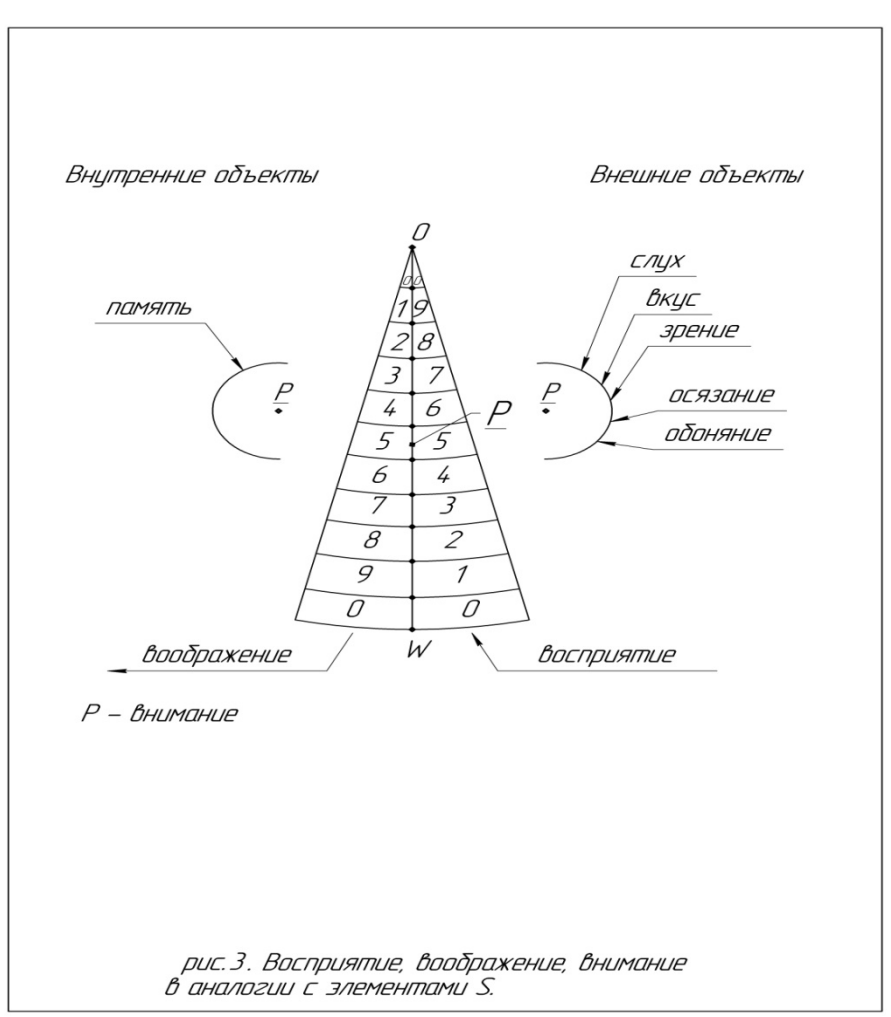 Внутренние объекты
Внешние объекты
О
слух
вкус
зрение
осязание
обоняние
память
Р
Р
Р
0 0
1 9
2 8
3 7
4 6
5 5
6 4
7 3
8 2
9 1
0 0
W
воображение
восприятие
Р – внимание
рис.3. Восприятие, воображение, внимание
в аналогии с элементами S.